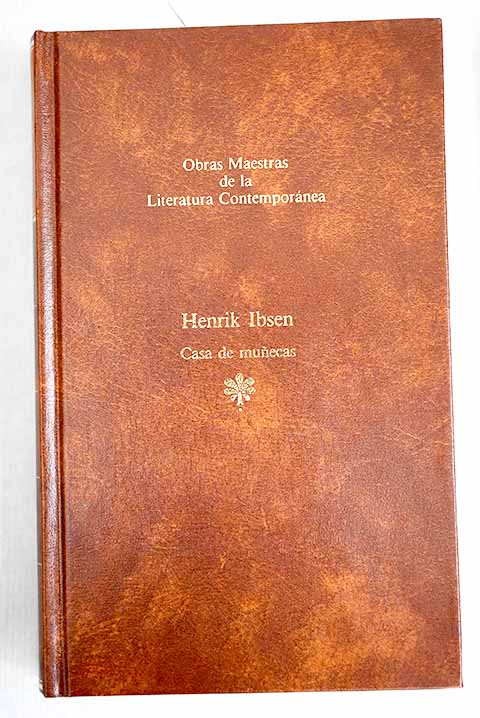 Obras Maestras
de la
Literatura Contemporánea
Henrik Ibsen
Casa de muñecas